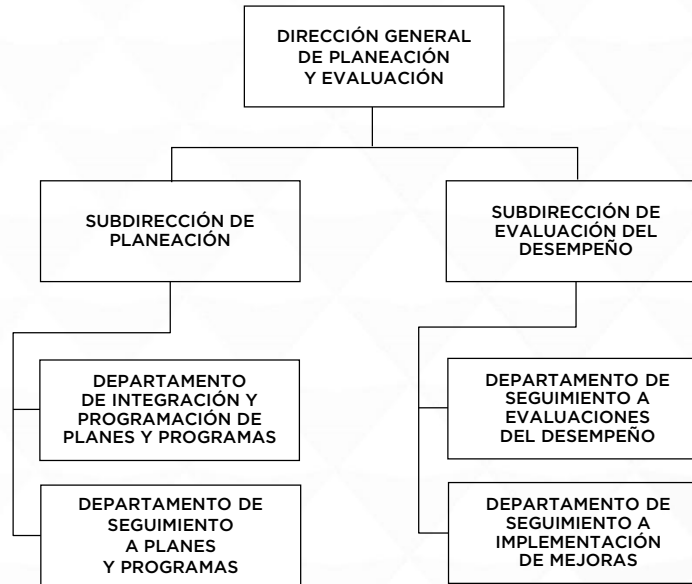 DIRECCIÓN GENERAL
DE PLANEACIÓN
Y EVALUACIÓN
SUBDIRECCIÓN DE
PLANEACIÓN
SUBDIRECCIÓN DE
EVALUACIÓN DEL
DESEMPEÑO
DEPARTAMENTO
DE INTEGRACIÓN Y
PROGRAMACIÓN DE
PLANES Y PROGRAMAS
DEPARTAMENTO DE
SEGUIMIENTO A
EVALUACIONES
DEL DESEMPEÑO
DEPARTAMENTO DE
SEGUIMIENTO
A PLANES
Y PROGRAMAS
DEPARTAMENTO DE
SEGUIMIENTO A
IMPLEMENTACIÓN
DE MEJORAS